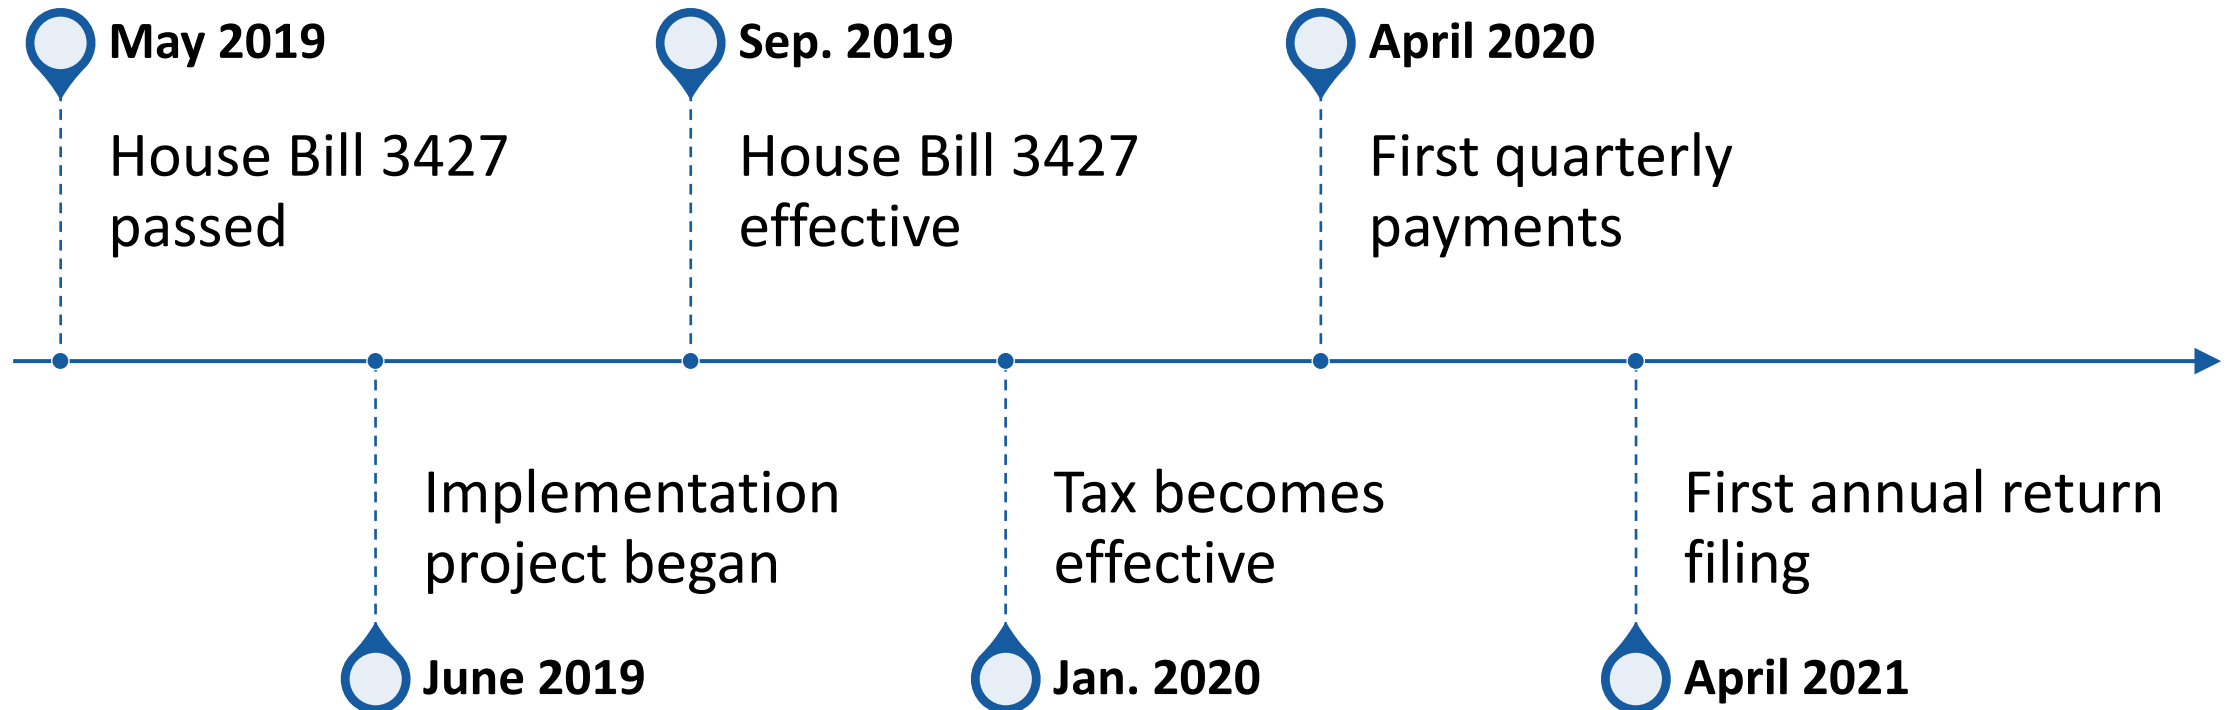 May 2019
House Bill 3427
passed
Sep. 2019
House Bill 3427
effective
April 2020
First quarterly
payments
Implementation
project began
June 2019
Tax becomes
effective
Jan. 2020
First annual return
filing
April 2021